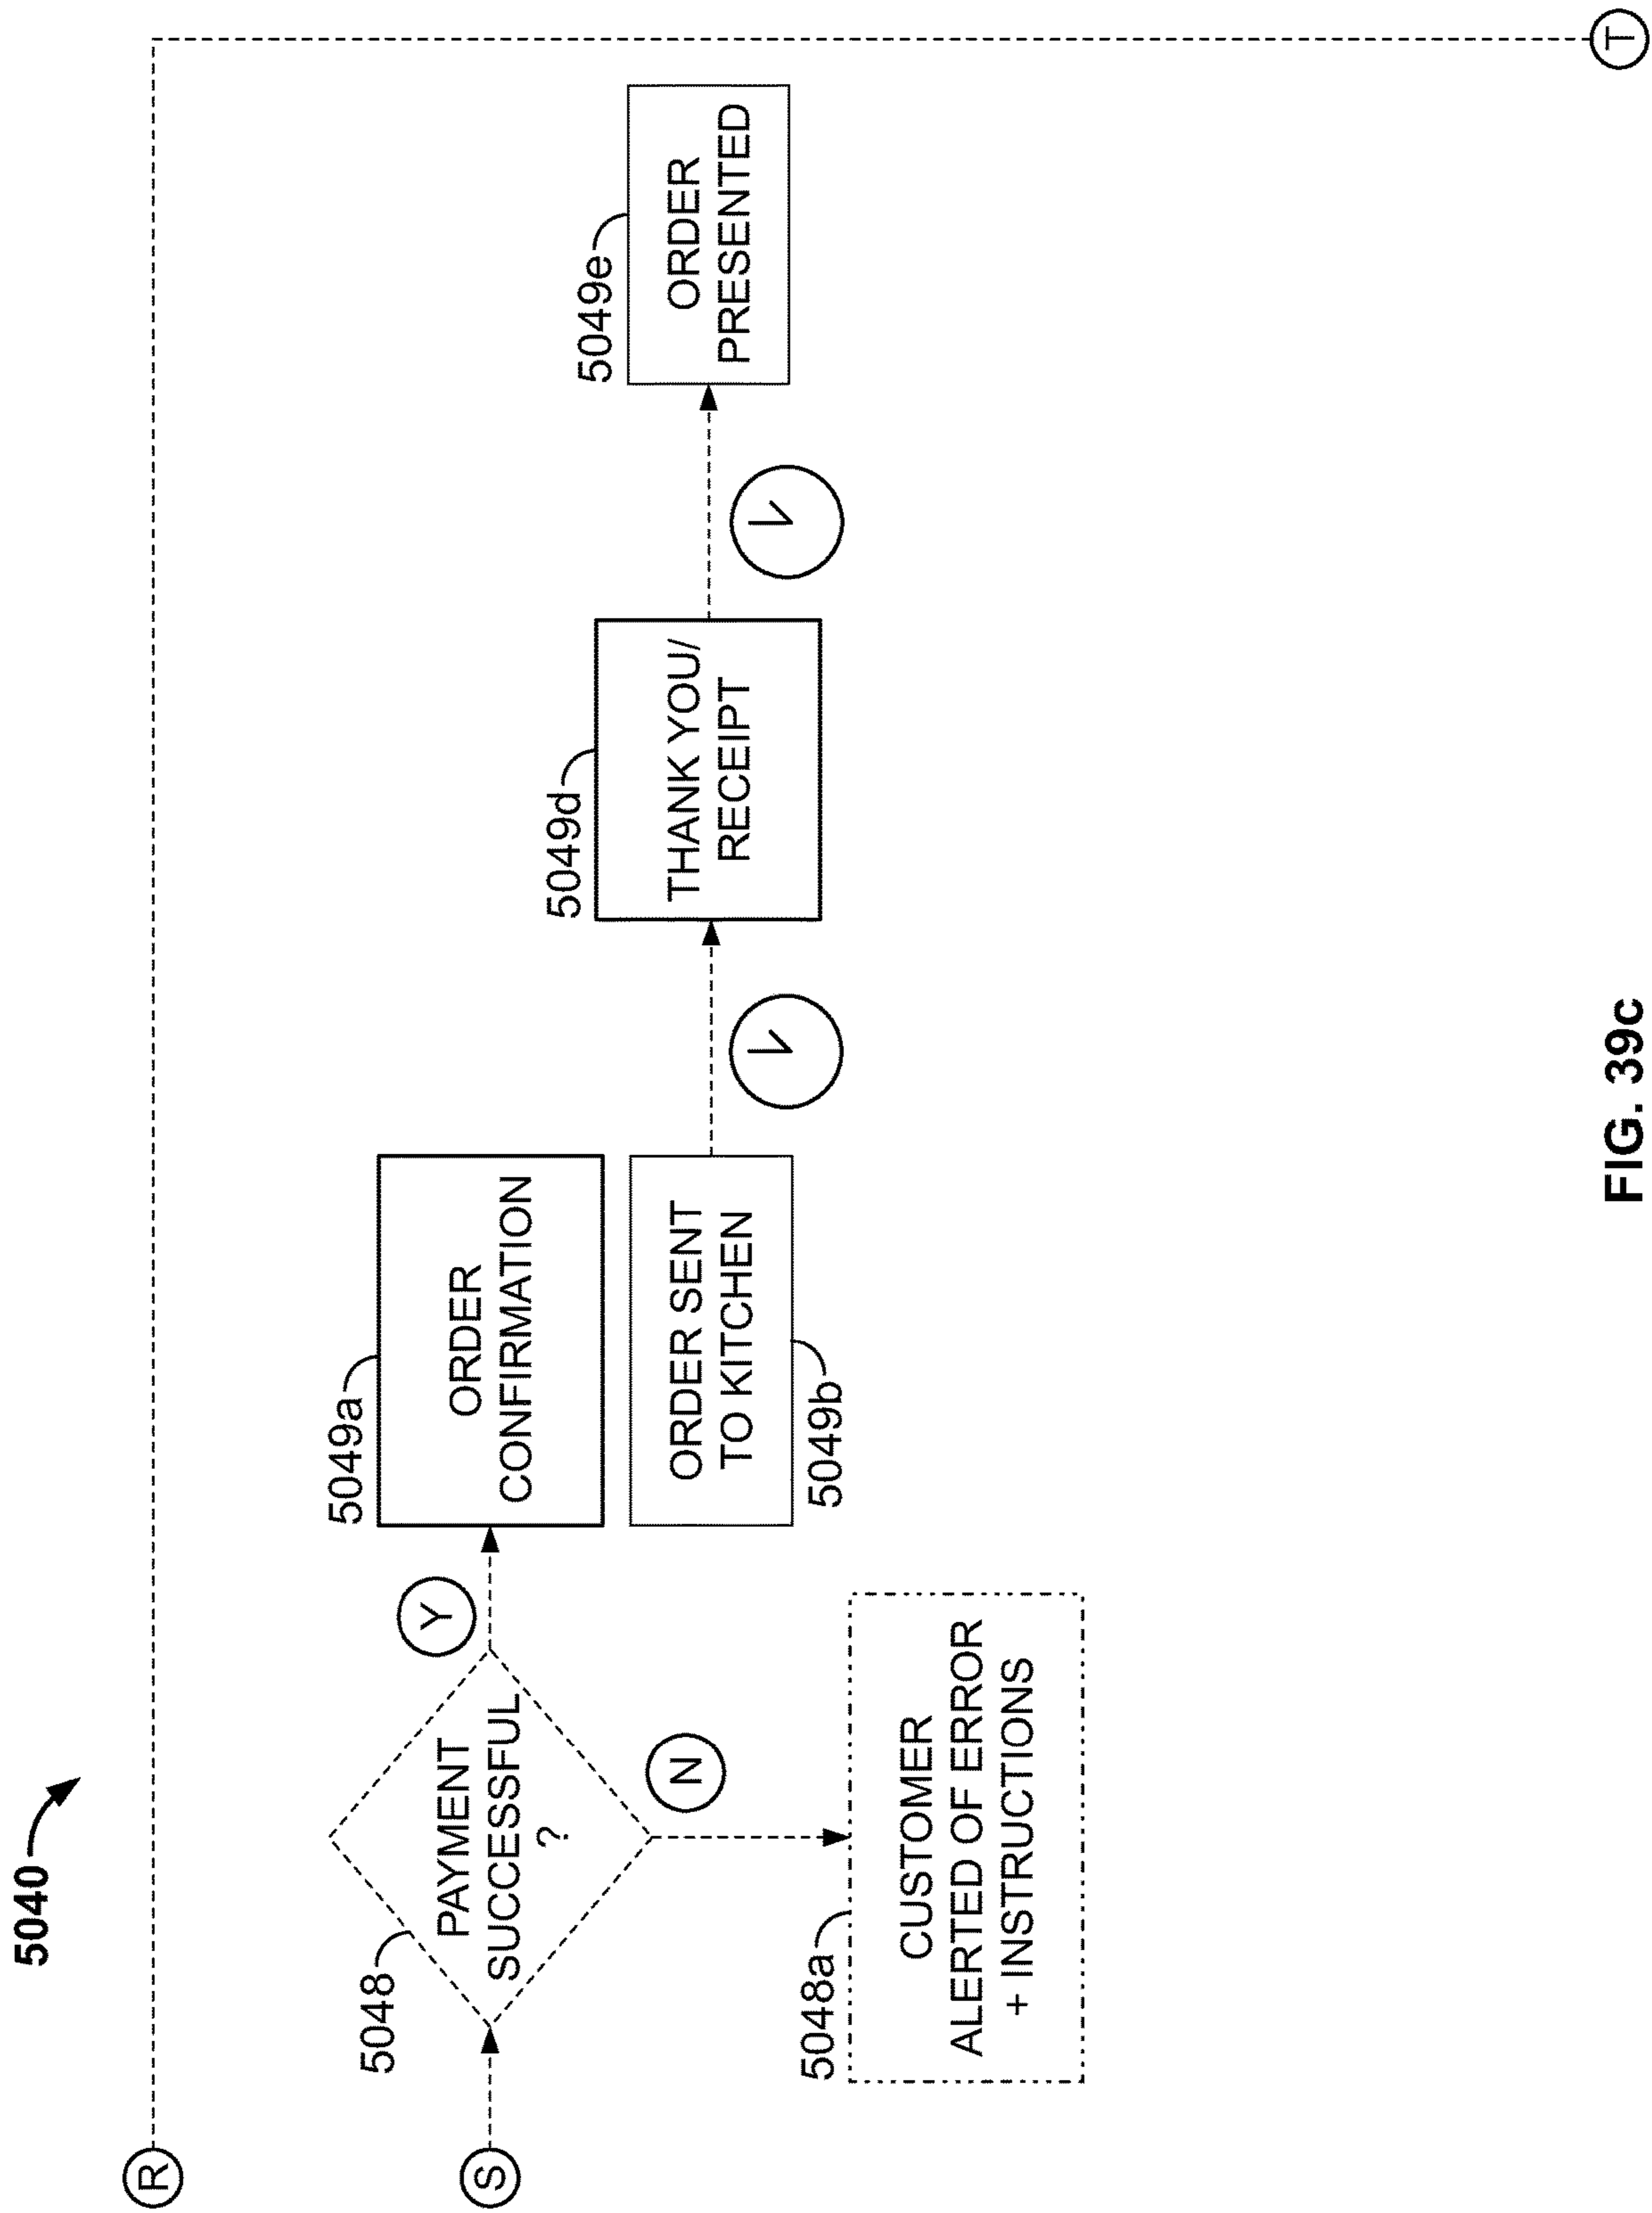 5040
R
S
5048
PAYMENT
SUCCESSFUL
?
Y
N
5048a
CUSTOMER
ALERTED OF ERROR
+ INSTRUCTIONS
5049a
ORDER
CONFIRMATION
ORDER SENT
TO KITCHEN
5049b
5049d
THANK YOU/
RECEIPT
5049e
ORDER
PRESENTED
T
FIG. 39c